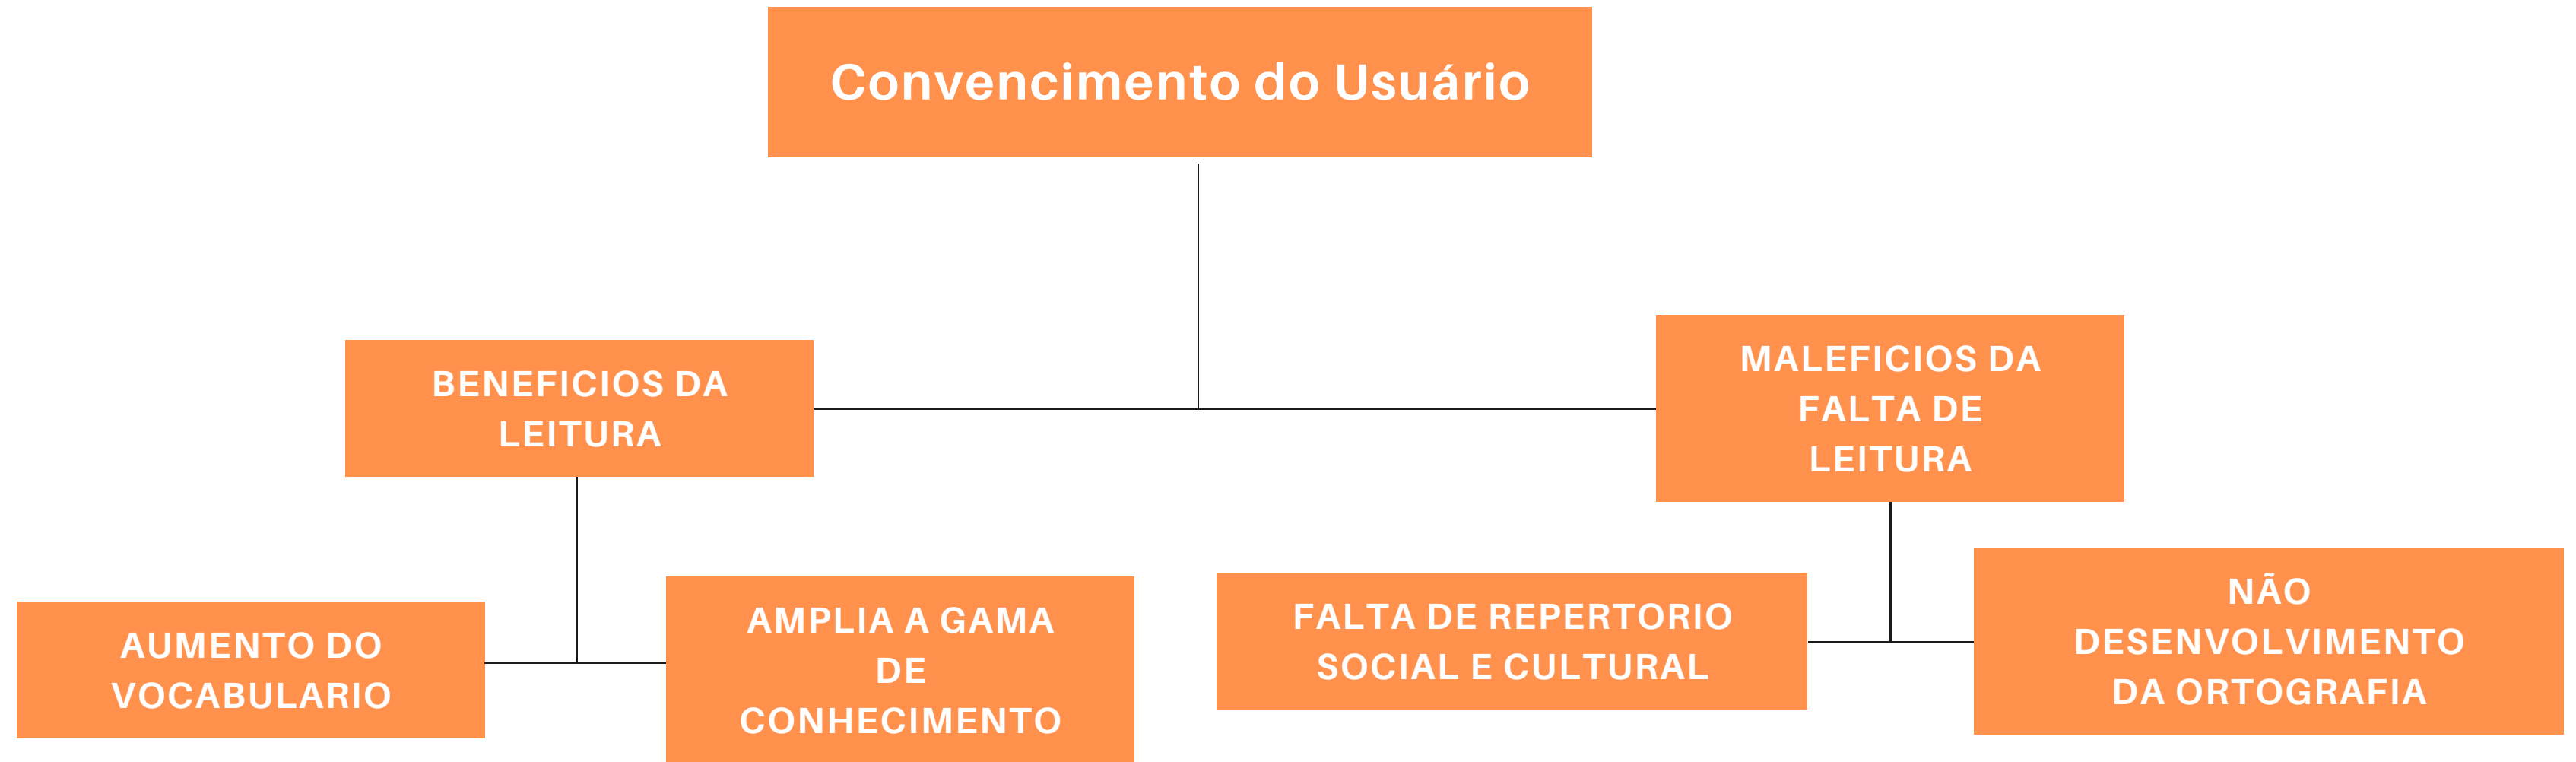 Convencimento do Usuário
BENEFICIOS DA
LEITURA
MALEFICIOS DA
FALTA DE
LEITURA
AUMENTO DO
VOCABULARIO
AMPLIA A GAMA
DE
CONHECIMENTO
FALTA DE REPERTORIO
SOCIAL E CULTURAL
NÃO
DESENVOLVIMENTO
DA ORTOGRAFIA